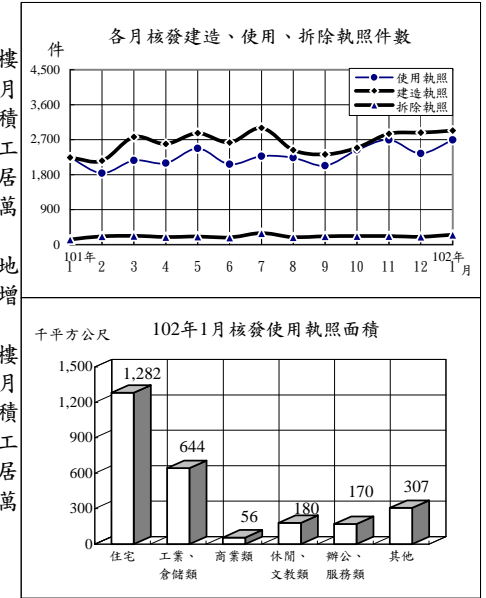 樓
月
積
工
居
萬
地
增
樓
月
積
工
居
萬
各月核發建造、使用、拆除執照件數
件
4,500
3,600
2,700
1,800
900
0
使用執照
建造執照
拆除執照
101年 102年
1 2 3 4 5 6 7 8 9 10 11 12 1 月
102年1月核發使用執照面積
千平方公尺
1,500
1,200
900
600
300
0
1,282
644
56
180
170
307
住宅 工業、 商業類 休閒、 辦公、 其他
倉儲類 文教類 服務類